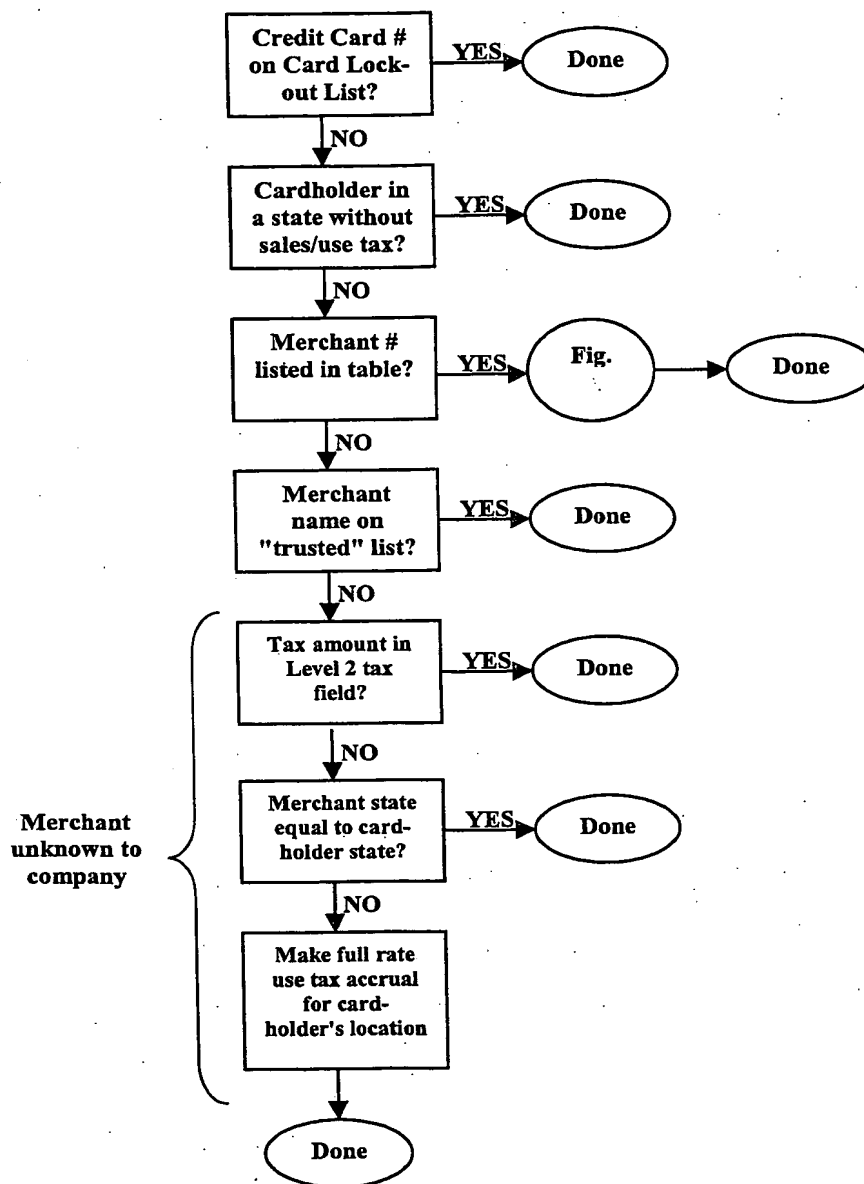 Credit Card #
on Card Lock-
out List?
YES
Done
NO
Cardholder in
a state without
sales/use tax?
YES
Done
NO
Merchant #
listed in table?
YES
Fig.
Done
NO
Merchant
name on
"trusted" list?
YES
Done
NO
Tax amount in
Level 2 tax
field?
YES
Done
NO
Merchant
unknown to
company
Merchant state
equal to card-
holder state?
YES
Done
NO
Make full rate
use tax accrual
for card-
holder's location
Done